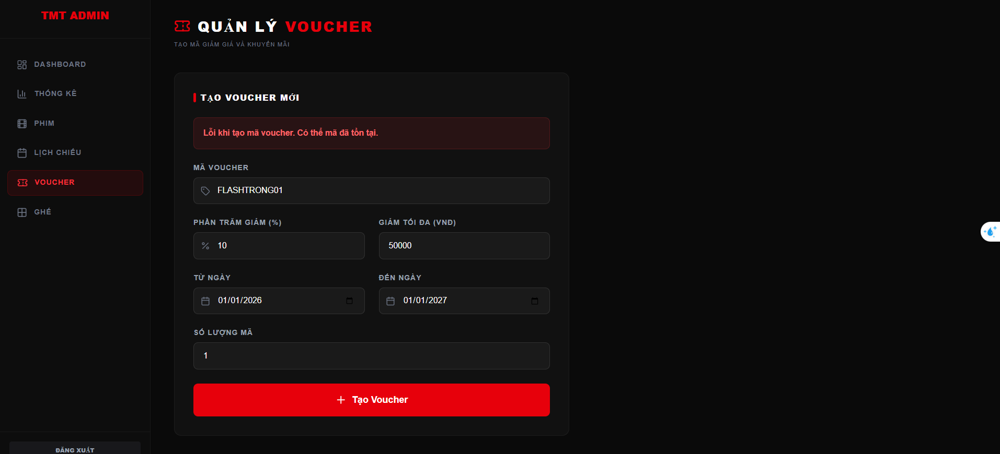 TMT ADMIN
DASHBOARD
THỐNG KÊ
PHIM
LỊCH CHIẾU
VOUCHER
GHẾ
ĐĂNG XUẤT
QUẢN LÝ VOUCHER
TẠO MÃ GIẢM GIÁ VÀ KHUYẾN MÃI
TẠO VOUCHER MỚI
Lỗi khi tạo mã voucher. Có thể mã đã tồn tại.
MÃ VOUCHER
FLASHTRONG01
PHẦN TRĂM GIẢM (%)
GIẢM TỐI ĐA (VNĐ)
% 10
50000
TỪ NGÀY
ĐẾN NGÀY
01/01/2026
01/01/2027
SỐ LƯỢNG MÃ
1
+ Tạo Voucher